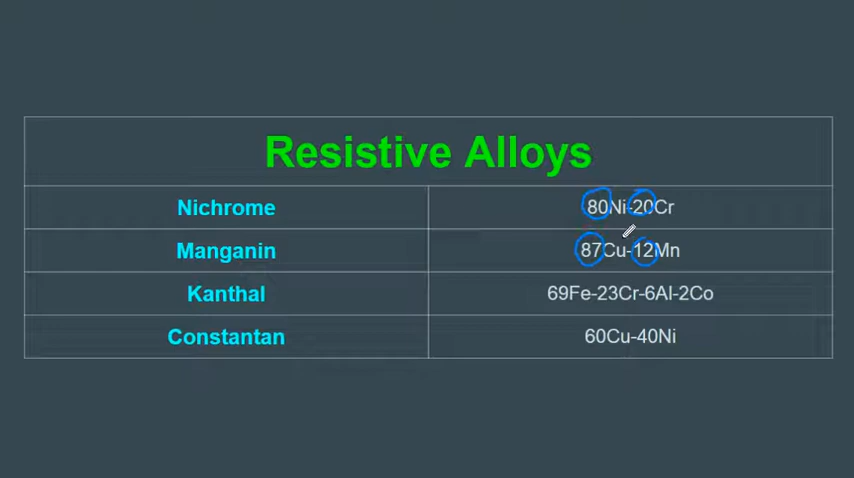 Resistive Alloys
Nichrome 80Ni-20Cr
Manganin 87Cu-12Mn
Kanthal 69Fe-23Cr-6Al-2Co
Constantan 60Cu-40Ni